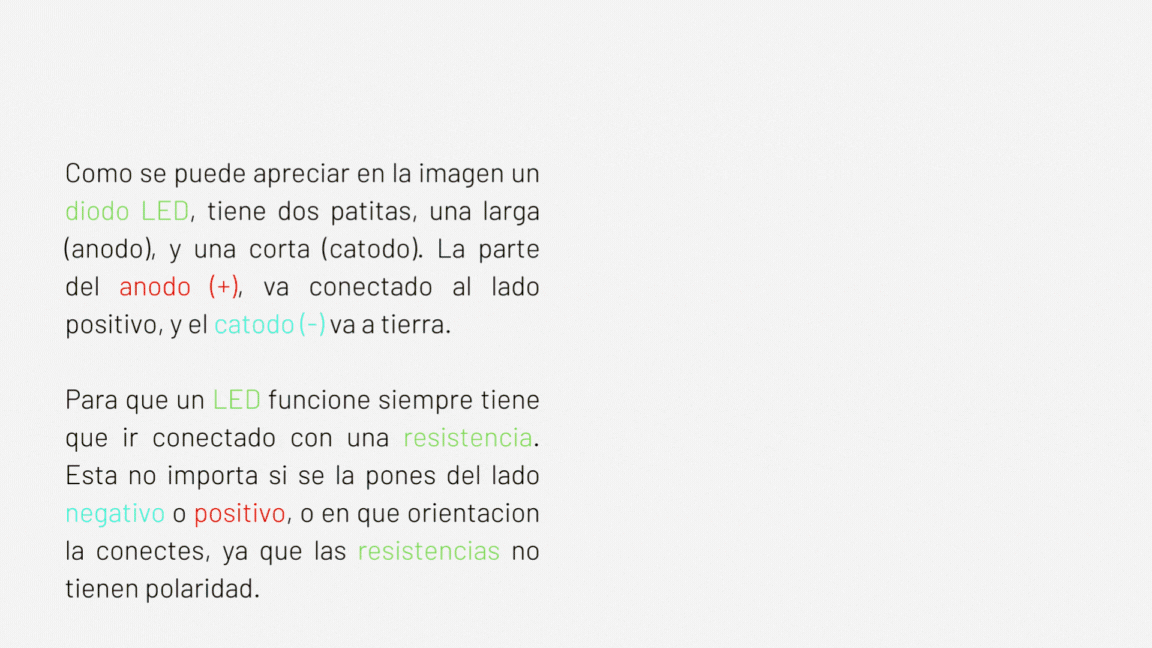 Como se puede apreciar en la imagen un
diodo LED, tiene dos patitas, una larga
(anodo), y una corta (catodo). La parte
del anodo (+), va conectado al lado
positivo, y el catodo (-) va a tierra.
Para que un LED funcione siempre tiene
que ir conectado con una resistencia.
Esta no importa si se la pones del lado
negativo o positivo, o en que orientacion
la conectes, ya que las resistencias no
tienen polaridad.